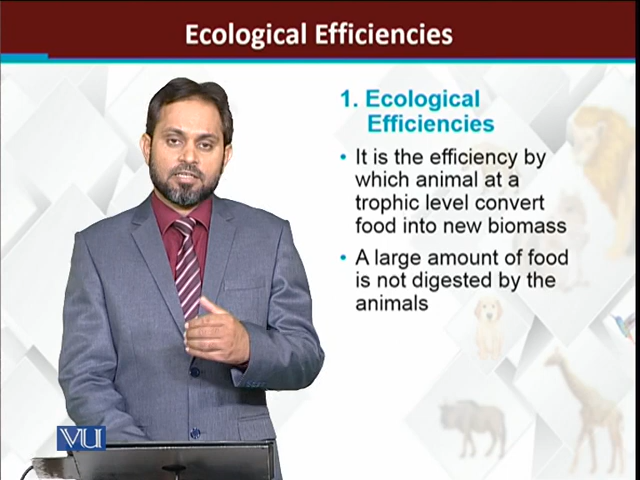 Ecological Efficiencies
1. Ecological
Efficiencies
• It is the efficiency by
which animal at a
trophic level convert
food into new biomass
• A large amount of food
is not digested by the
animals
VU